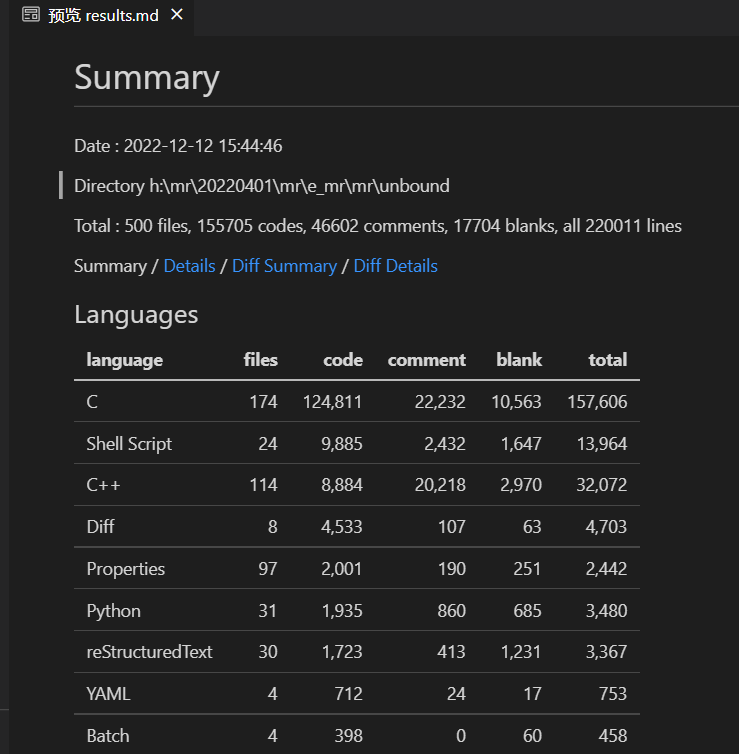 预览 results.md ×
Summary
Date : 2022-12-12 15:44:46
Directory h:\mr\20220401\mr\e_mr\mr\unbound
Total : 500 files, 155705 codes, 46602 comments, 17704 blanks, all 220011 lines
Summary / Details / Diff Summary / Diff Details
Languages
language files code comment blank total
C 174 124,811 22,232 10,563 157,606
Shell Script 24 9,885 2,432 1,647 13,964
C++ 114 8,884 20,218 2,970 32,072
Diff 8 4,533 107 63 4,703
Properties 97 2,001 190 251 2,442
Python 31 1,935 860 685 3,480
reStructuredText 30 1,723 413 1,231 3,367
YAML 4 712 24 17 753
Batch 4 398 0 60 458